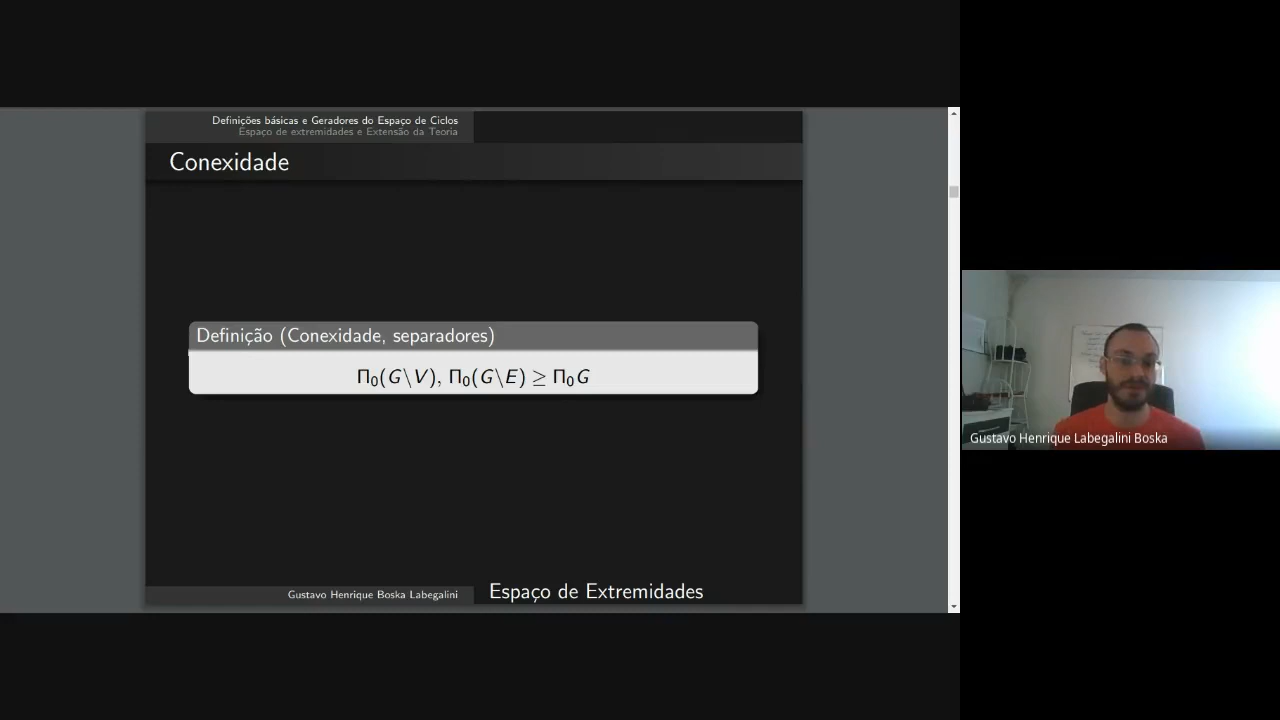 Definições básicas e Geradores do Espaço de Ciclos
Espaço de extremidades e Extensão da Teoria
Conexidade
Definição (Conexidade, separadores)
Π₀(G\V), Π₀(G\E) ≥ Π₀G
Gustavo Henrique Boska Labegalini
Espaço de Extremidades
Gustavo Henrique Labegalini Boska